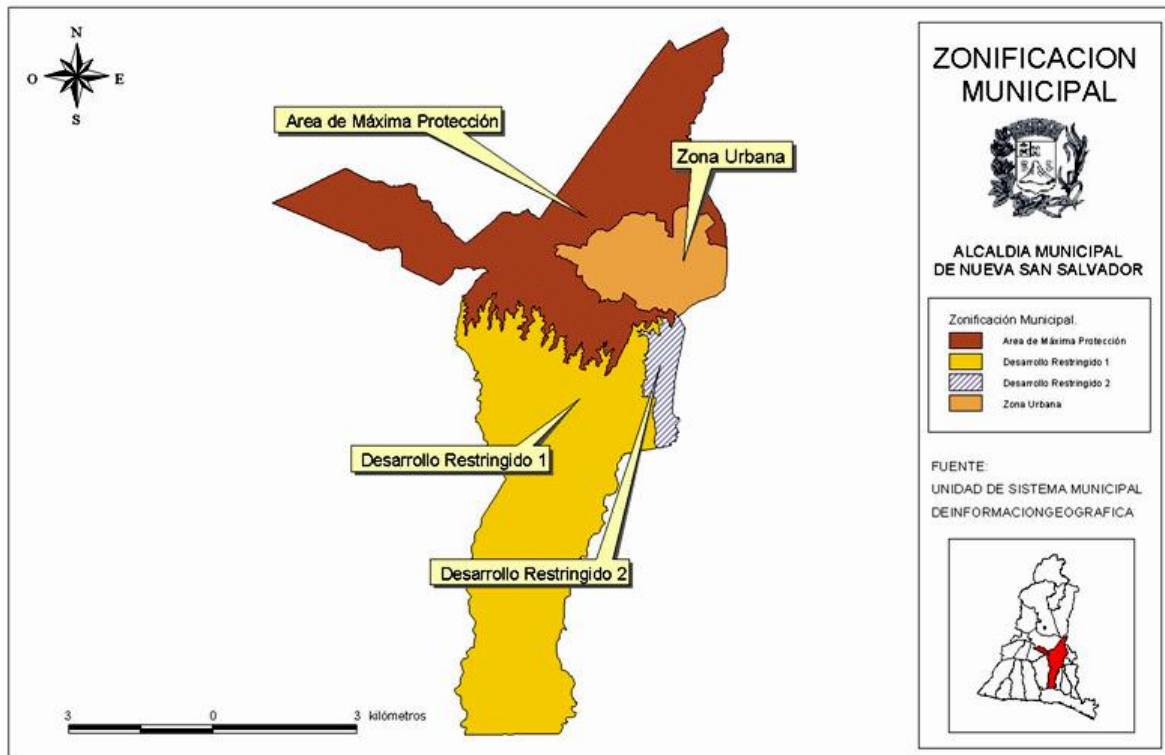 N
O E
S
Area de Máxima Protección
Zona Urbana
Desarrollo Restringido 1
Desarrollo Restringido 2
3 0 3 kilómetros
ZONIFICACION
MUNICIPAL
ALCALDIA MUNICIPAL
DE NUEVA SAN SALVADOR
Zonificación Municipal.
Area de Máxima Protección
Desarrollo Restringido 1
Desarrollo Restringido 2
Zona Urbana
FUENTE:
UNIDAD DE SISTEMA MUNICIPAL
DEINFORMACIONGEOGRAFICA